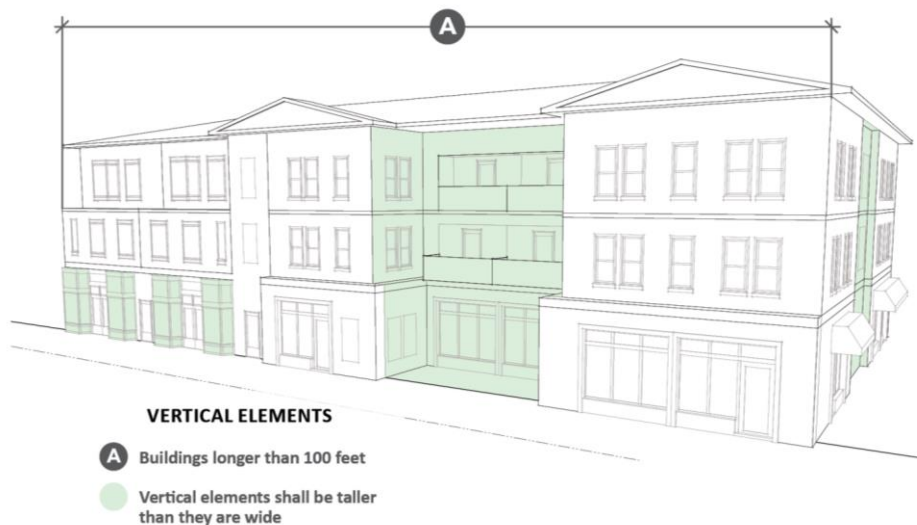 A
VERTICAL ELEMENTS
A Buildings longer than 100 feet
Vertical elements shall be taller
than they are wide